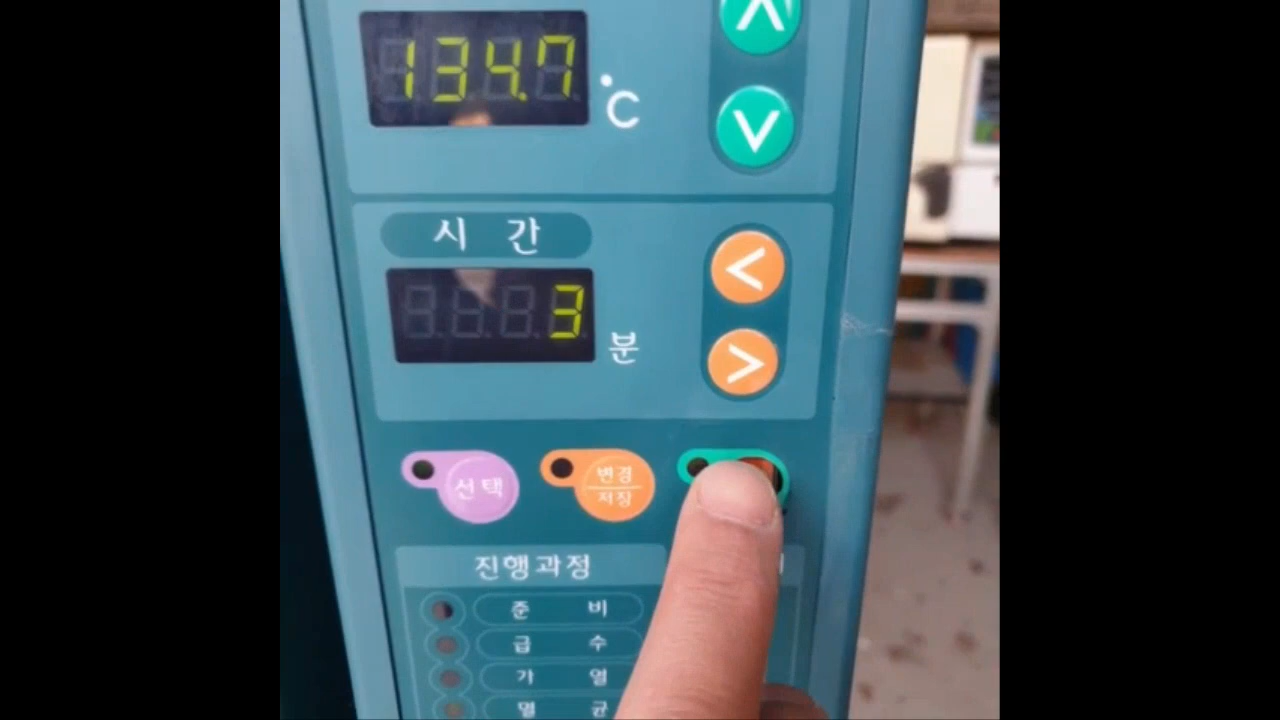 134.7
°C
시 간
3
분
선택
변경
저장
진행과정
준 비
급 수
가 열
멸 균